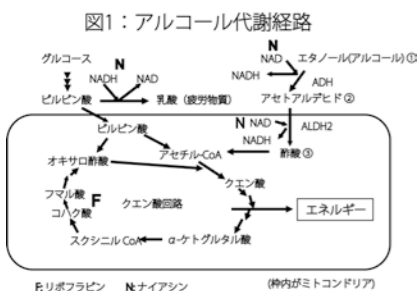 図1：アルコール代謝経路
グルコース
N
NADH
NAD
ピルビン酸
乳酸（疲労物質）
N
NAD
エタノール(アルコール)①
NADH
ADH
アセトアルデヒド②
ピルビン酸
N NAD
ALDH2
NADH
アセチル-CoA
酢酸③
オキサロ酢酸
クエン酸
フマル酸
F
クエン酸回路
コハク酸
エネルギー
スクシニル CoA
α-ケトグルタル酸
F:リボフラビン
N:ナイアシン
(枠内がミトコンドリア)